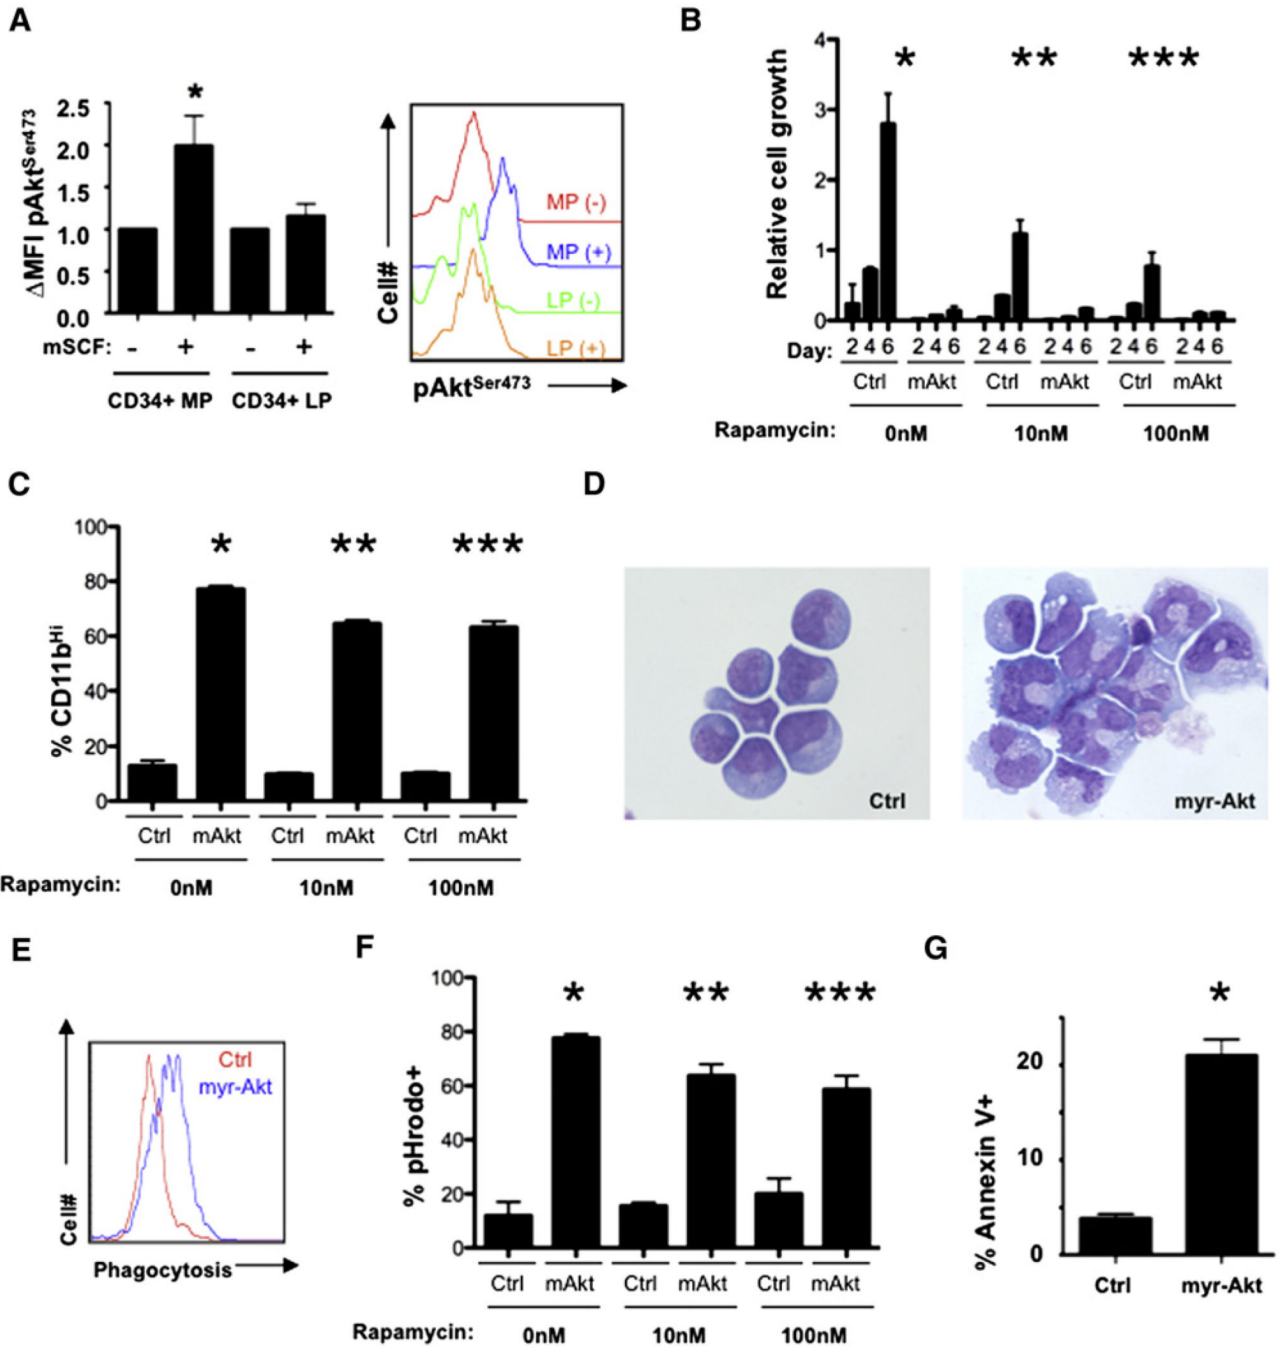 A
ΔMFI pAktSer473
2.5
2.0
1.5
1.0
0.5
0.0
*
mSCF: - + - +
CD34+ MP CD34+ LP
Cell#
MP (-)
MP (+)
LP (-)
LP (+)
pAktSer473
B
Relative cell growth
4
3
2
1
0
* ** ***
Day: 2 4 6 2 4 6 2 4 6 2 4 6 2 4 6 2 4 6
Ctrl mAkt Ctrl mAkt Ctrl mAkt
Rapamycin: 0nM 10nM 100nM
C
% CD11bHi
100
80
60
40
20
0
* ** ***
Ctrl mAkt Ctrl mAkt Ctrl mAkt
Rapamycin: 0nM 10nM 100nM
D
Ctrl
myr-Akt
E
Cell#
Ctrl
myr-Akt
Phagocytosis
F
% pHrodo+
100
80
60
40
20
0
* ** ***
Ctrl mAkt Ctrl mAkt Ctrl mAkt
Rapamycin: 0nM 10nM 100nM
G
% Annexin V+
20
10
0
*
Ctrl myr-Akt